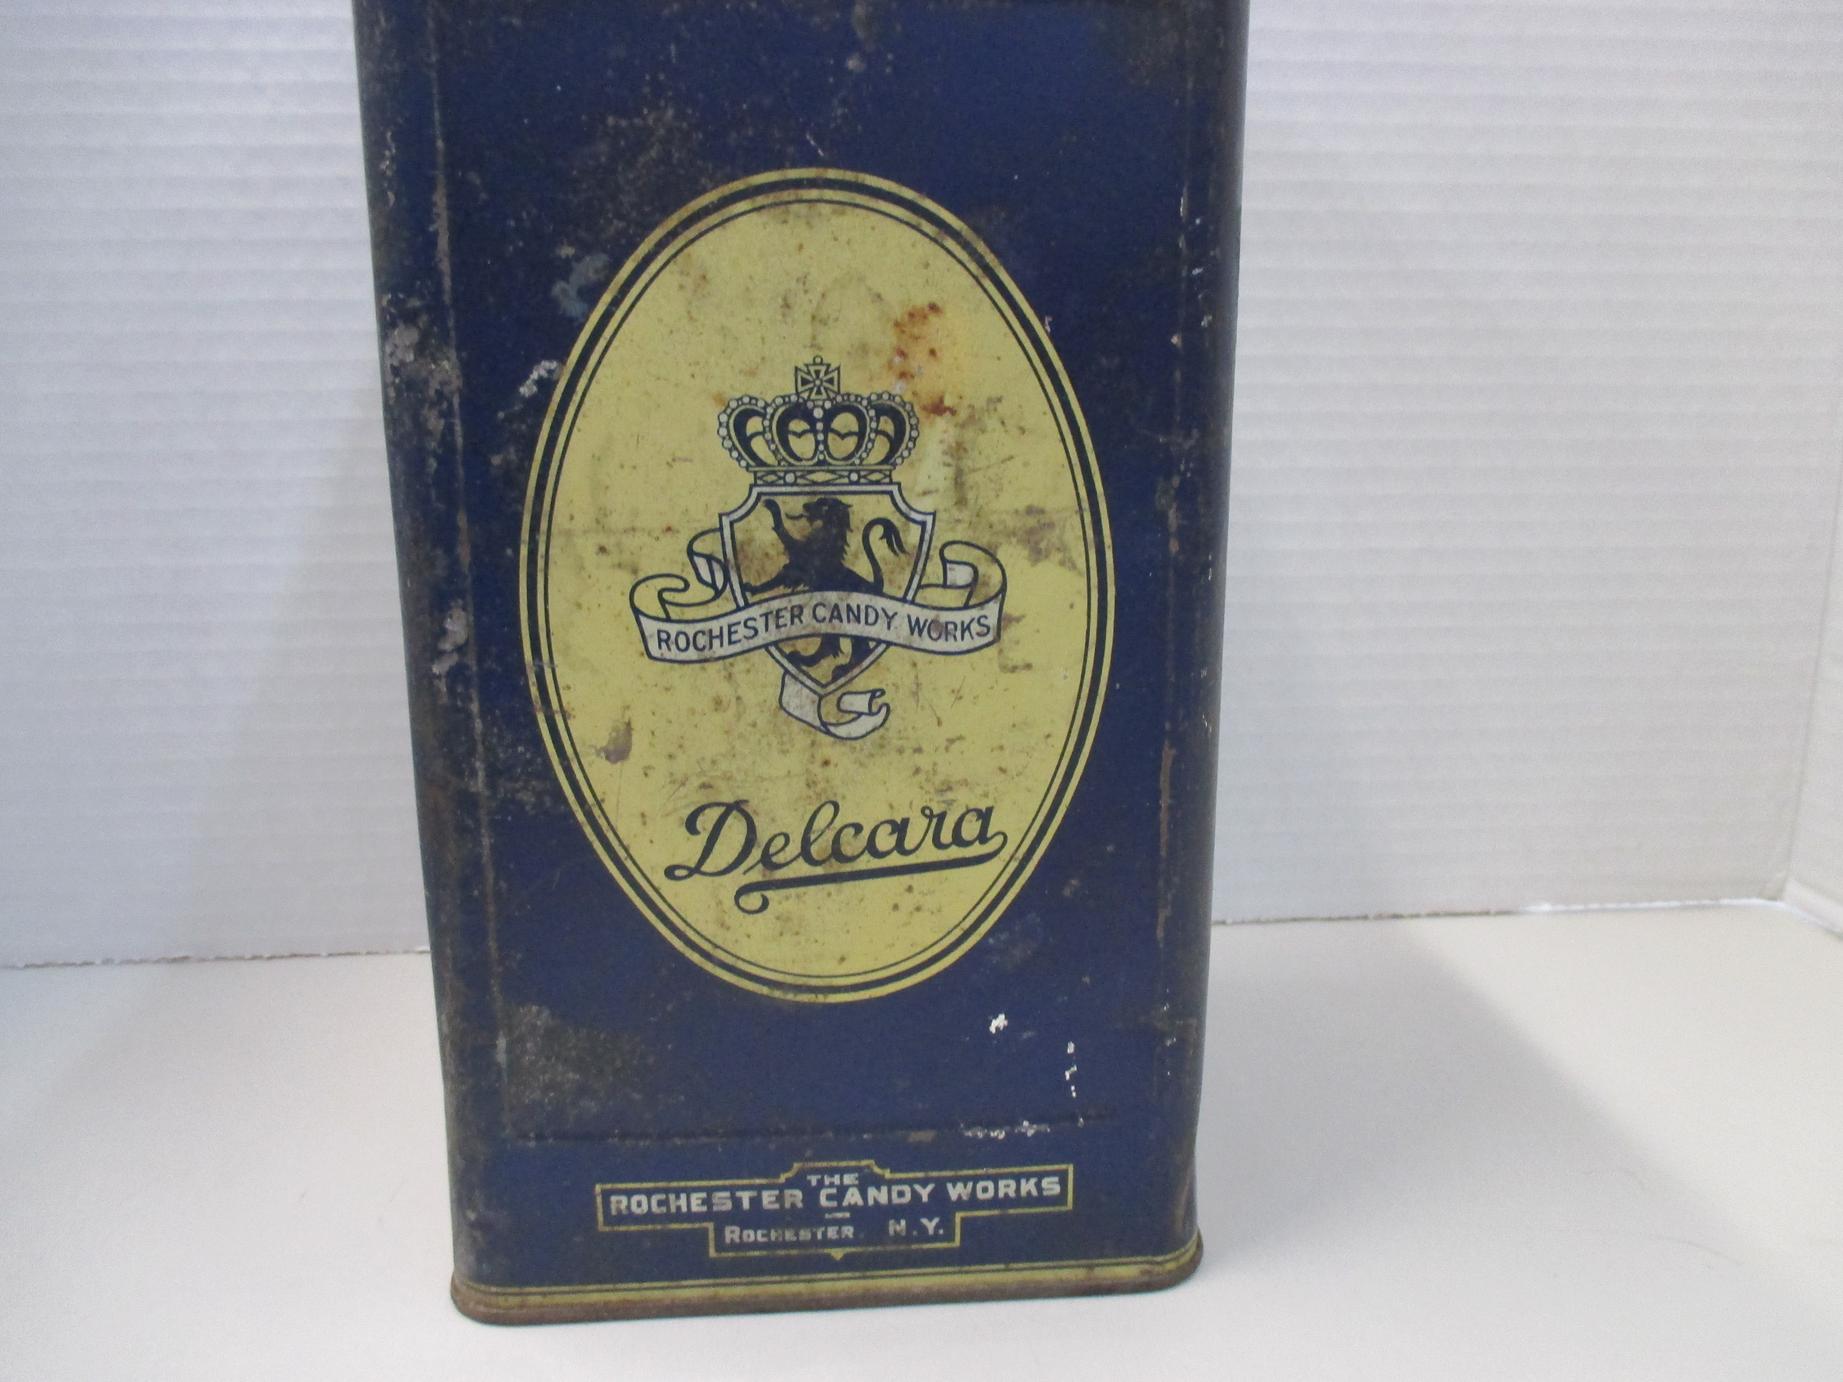 ROCHESTER CANDY WORKS
Delcara
THE
ROCHESTER CANDY WORKS
ROCHESTER N.Y.